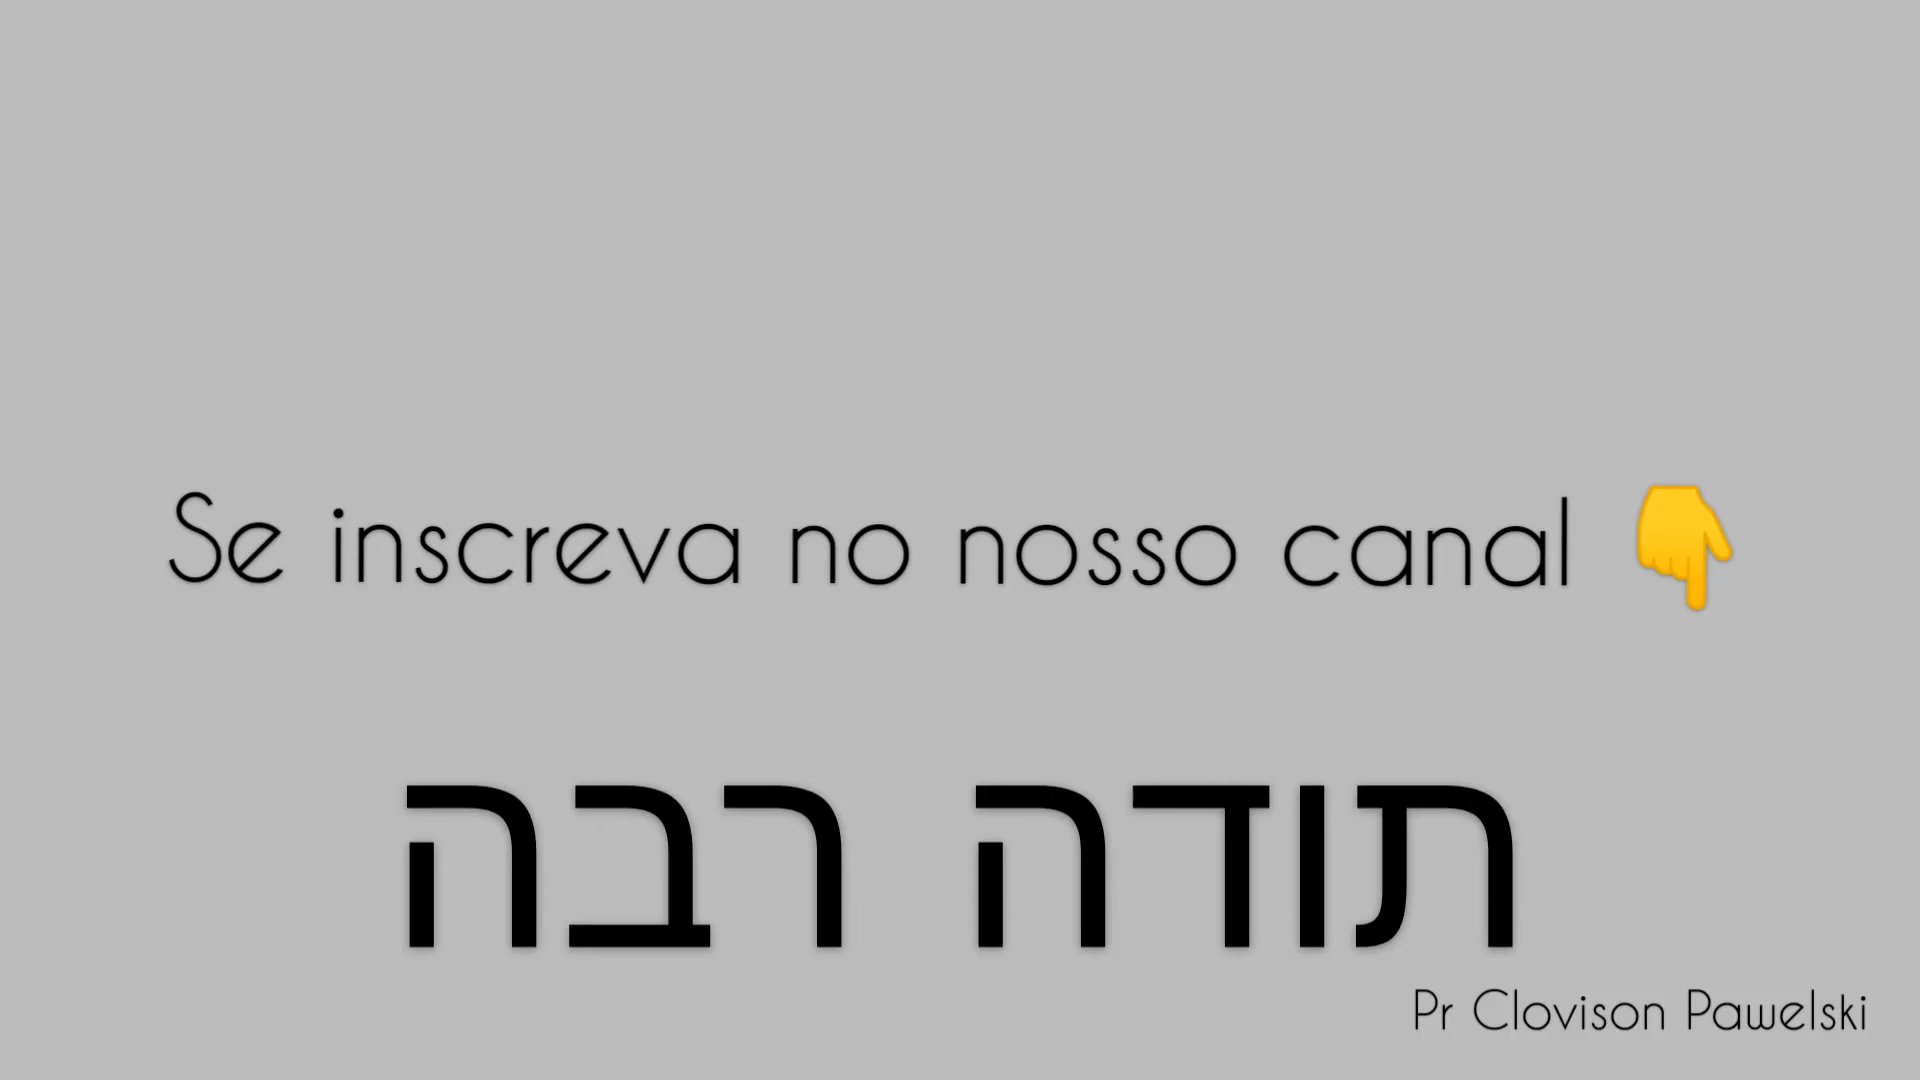 Se inscreva no nosso canal 👇
תודה רבה
Pr Clovison Pawelski